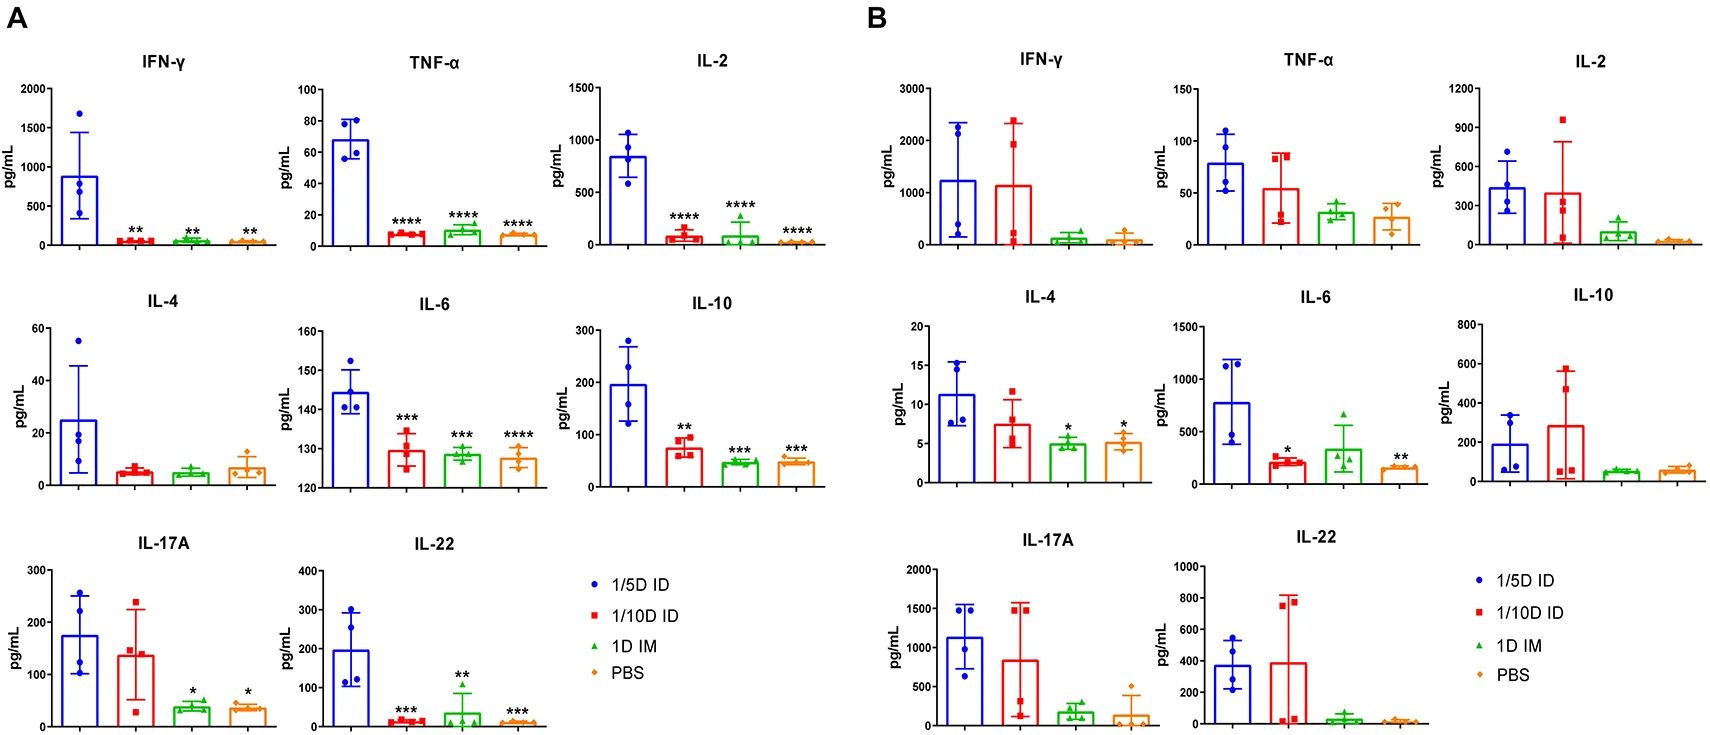 A
B
IFN-γ
TNF-α
IL-2
IFN-γ
TNF-α
IL-2
pg/mL
2000
1500
1000
500
0
** ** **
pg/mL
100
80
60
40
20
0
**** **** ****
pg/mL
1500
1000
500
0
**** **** ****
pg/mL
3000
2000
1000
0
pg/mL
150
100
50
0
pg/mL
1200
900
600
300
0
IL-4
IL-6
IL-10
IL-4
IL-6
IL-10
pg/mL
60
40
20
0
pg/mL
160
150
140
130
120
*** *** ****
pg/mL
300
200
100
0
** *** ***
pg/mL
20
15
10
5
0
* *
pg/mL
1500
1000
500
0
* **
pg/mL
800
600
400
200
0
IL-17A
IL-22
IL-17A
IL-22
pg/mL
300
200
100
0
* *
pg/mL
400
300
200
100
0
*** ** ***
1/5D ID
1/10D ID
1D IM
PBS
pg/mL
2000
1500
1000
500
0
pg/mL
1000
800
600
400
200
0
1/5D ID
1/10D ID
1D IM
PBS